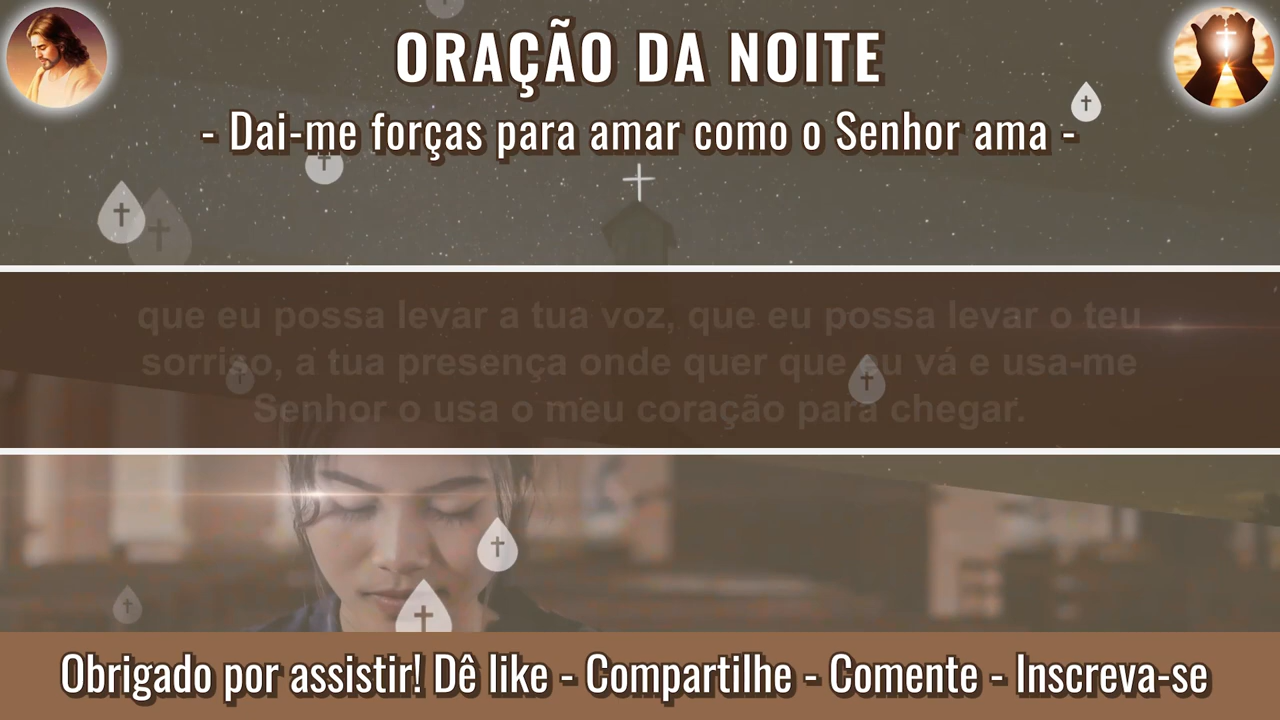 ORAÇÃO DA NOITE
- Dai-me forças para amar como o Senhor ama -
que eu possa levar a tua voz, que eu possa levar o teu
sorriso, a tua presença onde quer que eu vá e usa-me
Senhor o usa o meu coração para chegar.
Obrigado por assistir! Dê like - Compartilhe - Comente - Inscreva-se